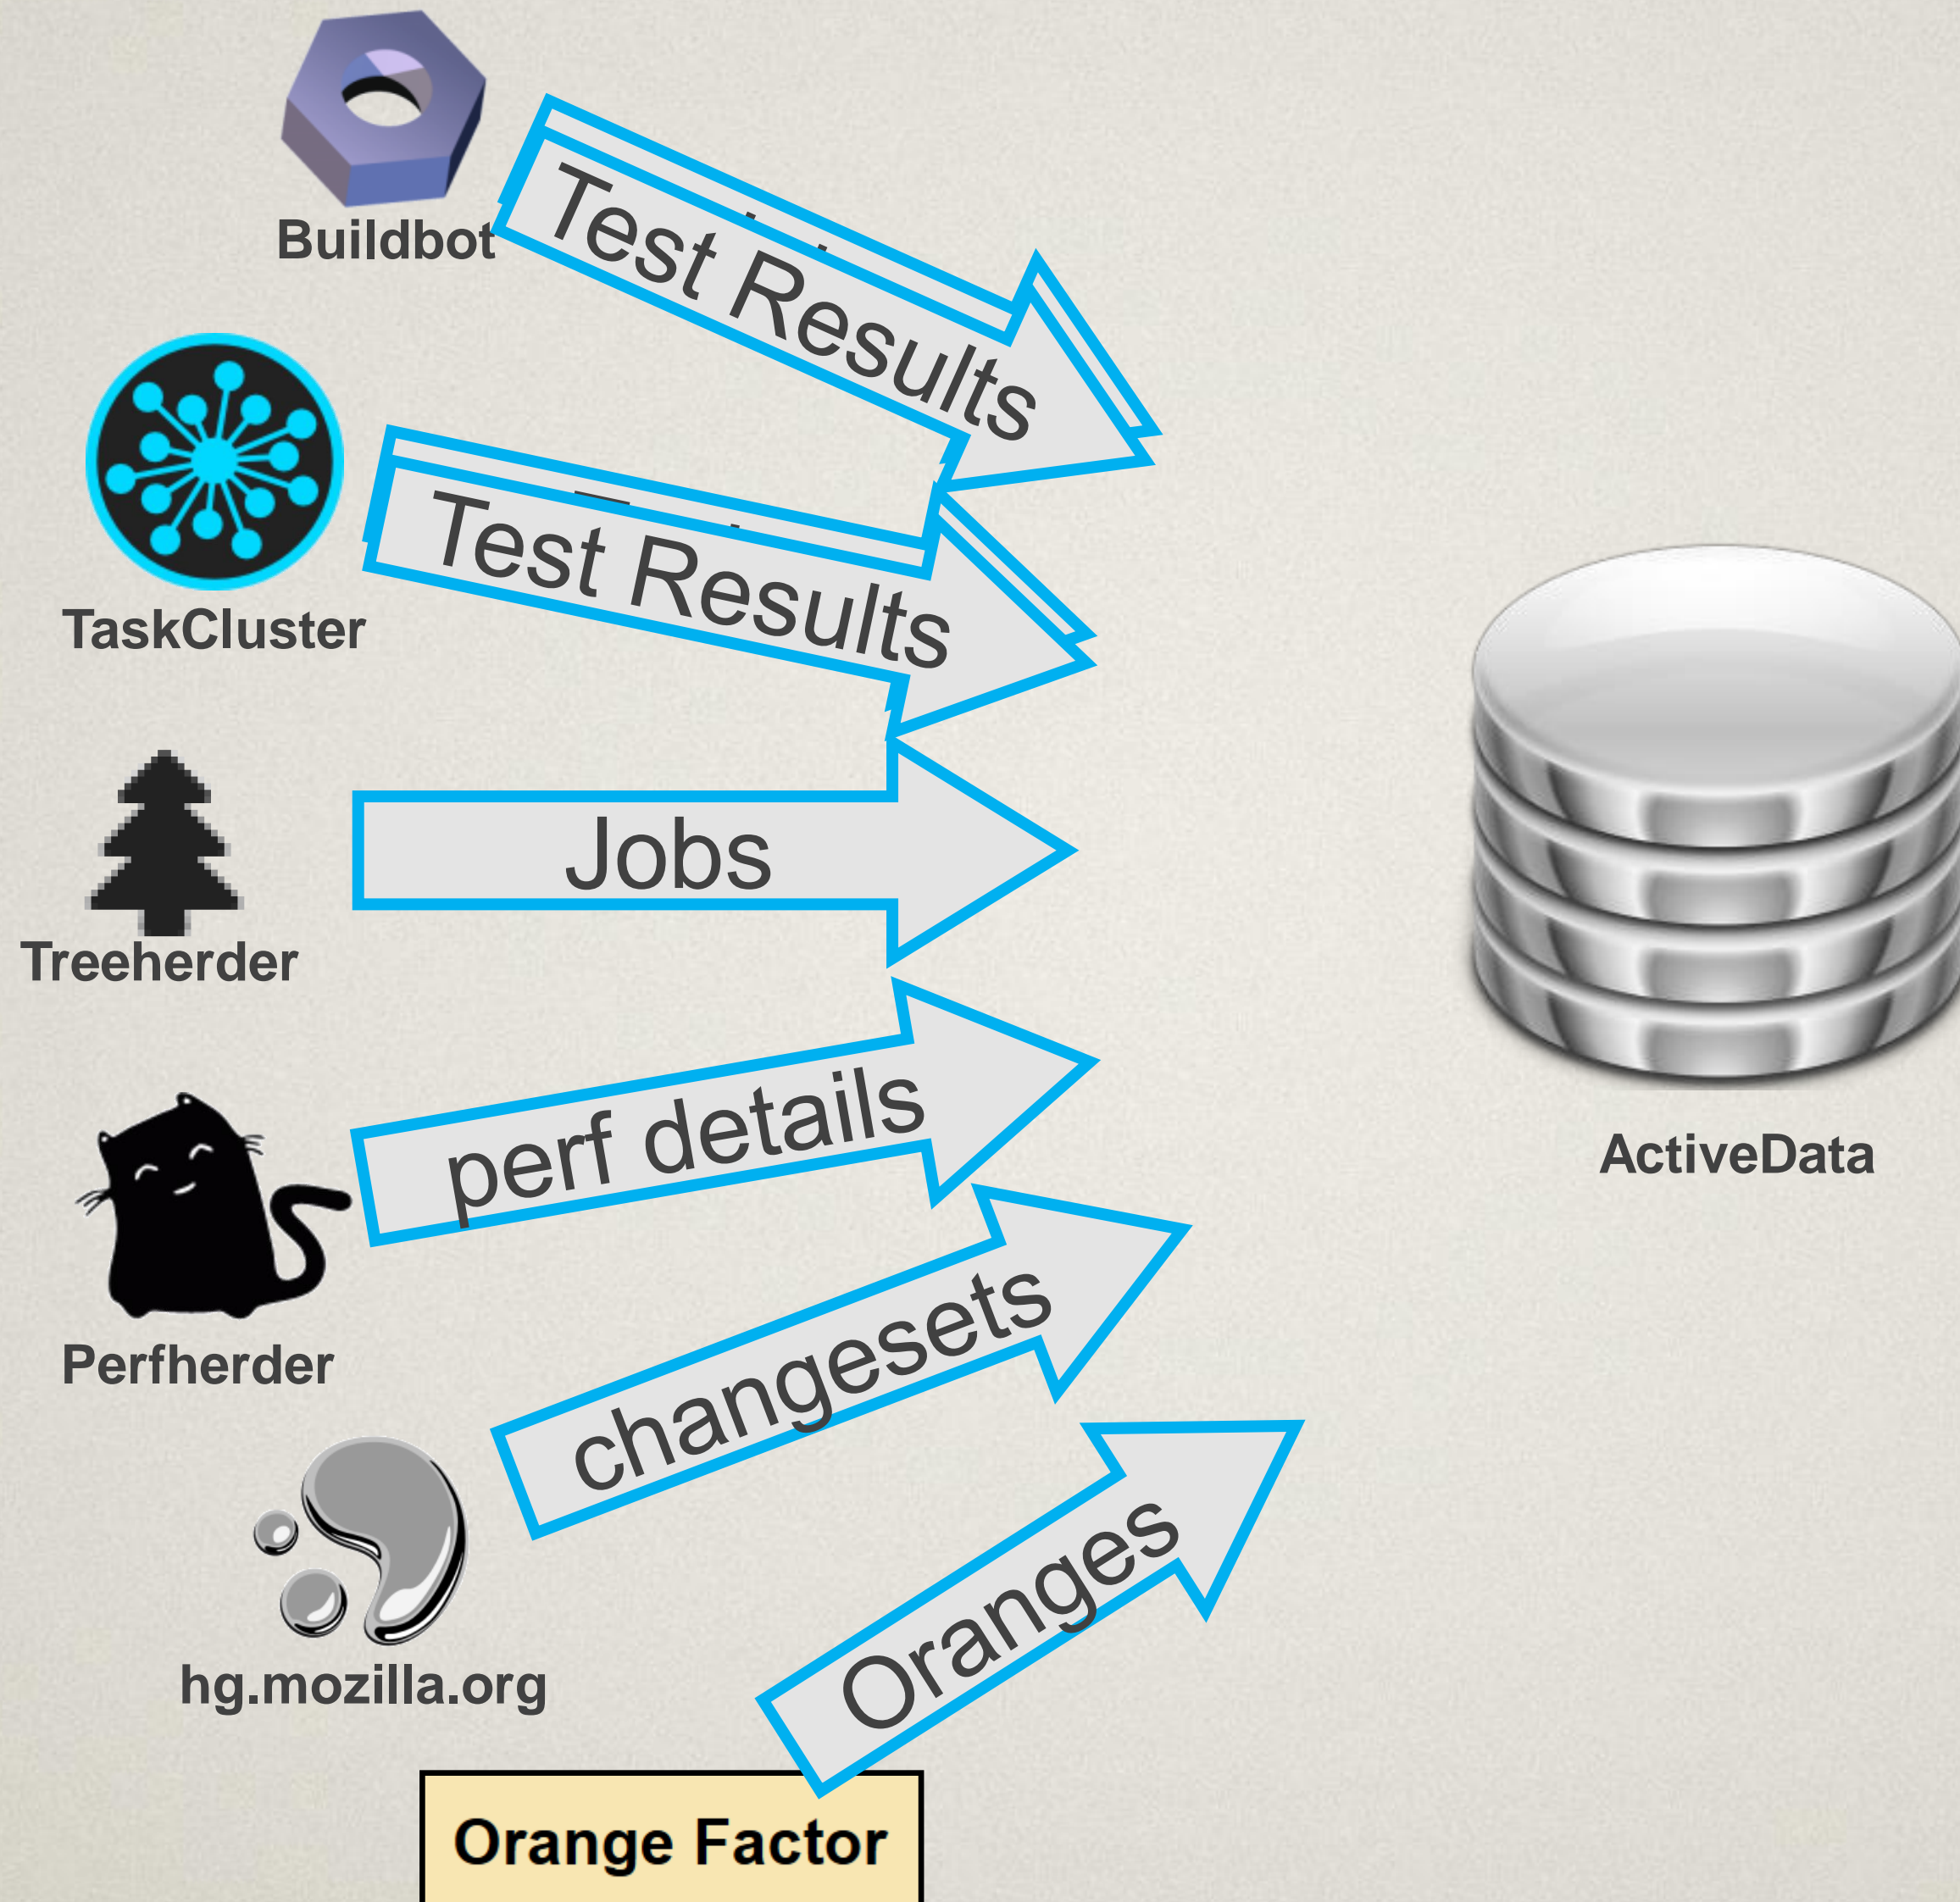 Buildbot
Test Results
TaskCluster
Test Results
Treeherder
Jobs
Perfherder
perf details
hg.mozilla.org
changesets
Orange Factor
Oranges
ActiveData